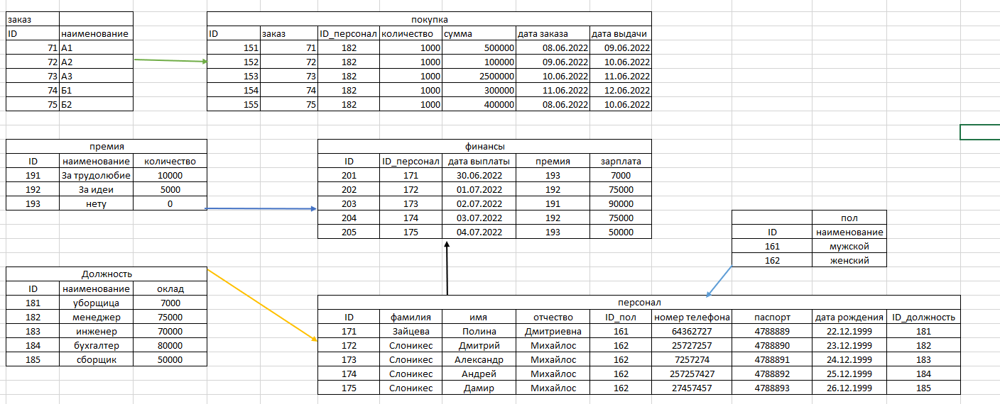 заказ
ID наименование
71 А1
72 А2
73 А3
74 Б1
75 Б2
покупка
ID заказ ID_персонал количество сумма дата заказа дата выдачи
151 71 182 1000 500000 08.06.2022 09.06.2022
152 72 182 1000 100000 09.06.2022 10.06.2022
153 73 182 1000 2500000 10.06.2022 11.06.2022
154 74 182 1000 300000 11.06.2022 12.06.2022
155 75 182 1000 400000 08.06.2022 10.06.2022
премия
ID наименование количество
191 За трудолюбие 10000
192 За идеи 5000
193 нету 0
финансы
ID ID_персонал дата выплаты премия зарплата
201 171 30.06.2022 193 7000
202 172 01.07.2022 192 75000
203 173 02.07.2022 191 90000
204 174 03.07.2022 192 75000
205 175 04.07.2022 193 50000
пол
ID наименование
161 мужской
162 женский
Должность
ID наименование оклад
181 уборщица 7000
182 менеджер 75000
183 инженер 70000
184 бухгалтер 80000
185 сборщик 50000
персонал
ID фамилия имя отчество ID_пол номер телефона паспорт дата рождения ID_должность
171 Зайцева Полина Дмитриевна 161 64362727 4788889 22.12.1999 181
172 Слоникес Дмитрий Михайлос 162 25727257 4788890 23.12.1999 182
173 Слоникес Александр Михайлос 162 7257274 4788891 24.12.1999 183
174 Слоникес Андрей Михайлос 162 257257427 4788892 25.12.1999 184
175 Слоникес Дамир Михайлос 162 27457457 4788893 26.12.1999 185